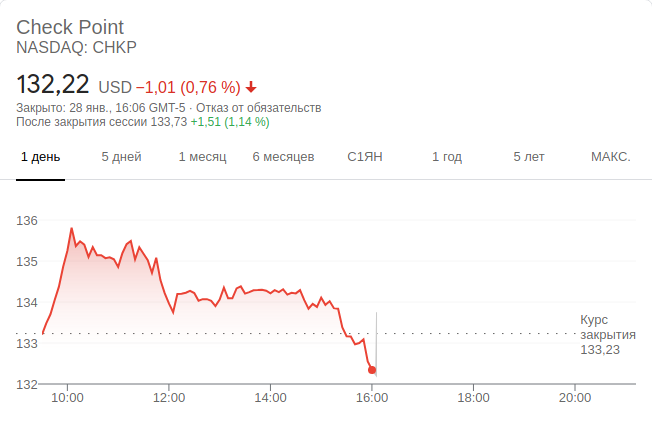 Check Point
NASDAQ: CHKP
132,22 USD −1,01 (0,76 %)
Закрыто: 28 янв., 16:06 GMT-5 · Отказ от обязательств
После закрытия сессии 133,73 +1,51 (1,14 %)
1 день 5 дней 1 месяц 6 месяцев С1ЯН 1 год 5 лет МАКС.
136
135
134
133
132
Курс
закрытия
133,23
10:00 12:00 14:00 16:00 18:00 20:00